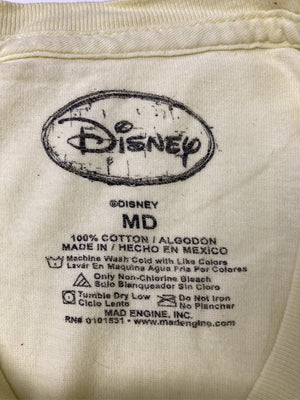 Disney
©DISNEY
MD
100% COTTON / ALGODON
MADE IN / HECHO EN MEXICO
Machine Wash Cold with Like Colors
Lavar En Maquina Agua Fria Por Colores
Only Non-Chlorine Bleach
Solo Blanqueador Sin Cloro
Tumble Dry Low Do Not Iron
Ciclo Lento No Planchar
MAD ENGINE, INC.
RN# 0101531 • www.madengine.com